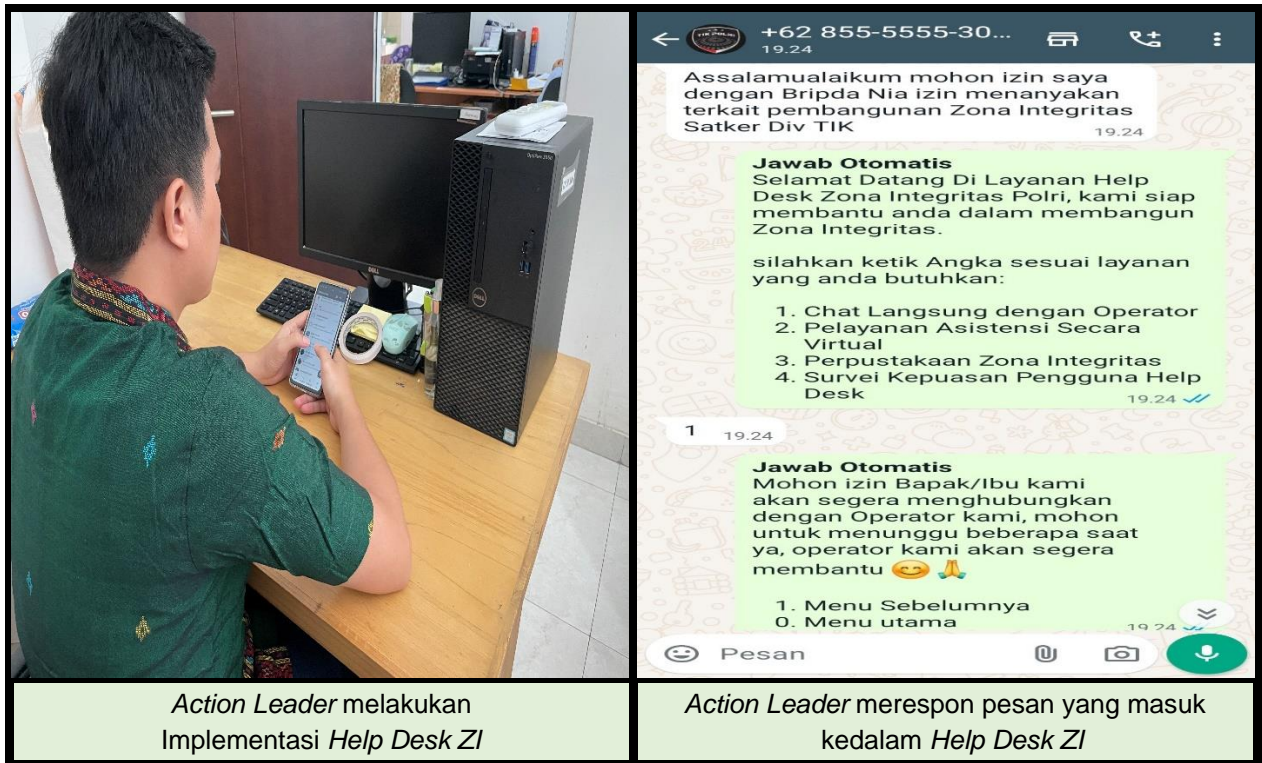 +62 855-5555-30...
19.24
Assalamualaikum mohon izin saya
dengan Bripda Nia izin menanyakan
terkait pembangunan Zona Integritas
Satker Div TIK
19.24
Jawab Otomatis
Selamat Datang Di Layanan Help
Desk Zona Integritas Polri, kami siap
membantu anda dalam membangun
Zona Integritas.
silahkan ketik Angka sesuai layanan
yang anda butuhkan:
1. Chat Langsung dengan Operator
2. Pelayanan Asistensi Secara
Virtual
3. Perpustakaan Zona Integritas
4. Survei Kepuasan Pengguna Help
Desk
19.24
1 19.24
Jawab Otomatis
Mohon izin Bapak/Ibu kami
akan segera menghubungkan
dengan Operator kami, mohon
untuk menunggu beberapa saat
ya, operator kami akan segera
membantu 😊 🙏
1. Menu Sebelumnya
0. Menu utama
19.24
Pesan
DELL
DELL
Action Leader melakukan
Implementasi Help Desk ZI
Action Leader merespon pesan yang masuk
kedalam Help Desk ZI